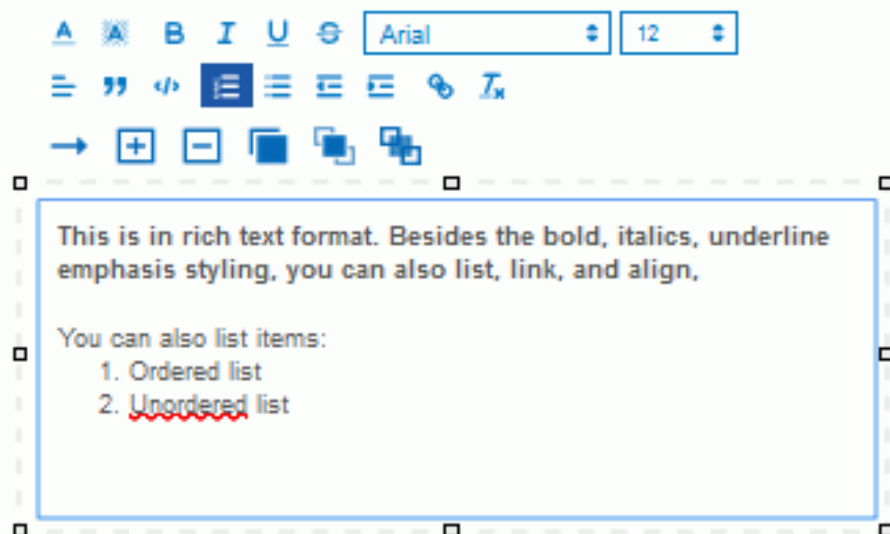 A A B I U S Arial 12
This is in rich text format. Besides the bold, italics, underline
emphasis styling, you can also list, link, and align,
You can also list items:
1. Ordered list
2. Unordered list